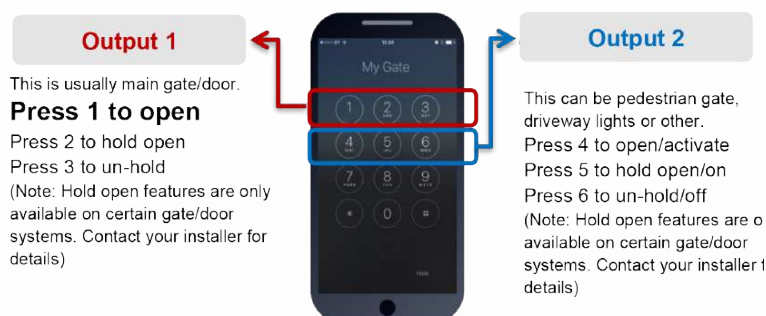 Output 1
This is usually main gate/door.
Press 1 to open
Press 2 to hold open
Press 3 to un-hold
(Note: Hold open features are only
available on certain gate/door
systems. Contact your installer for
details)
My Gate
1 2 3
4 5 6
7 8 9
* 0 #
Hide
Output 2
This can be pedestrian gate,
driveway lights or other.
Press 4 to open/activate
Press 5 to hold open/on
Press 6 to un-hold/off
(Note: Hold open features are o
available on certain gate/door
systems. Contact your installer f
details)